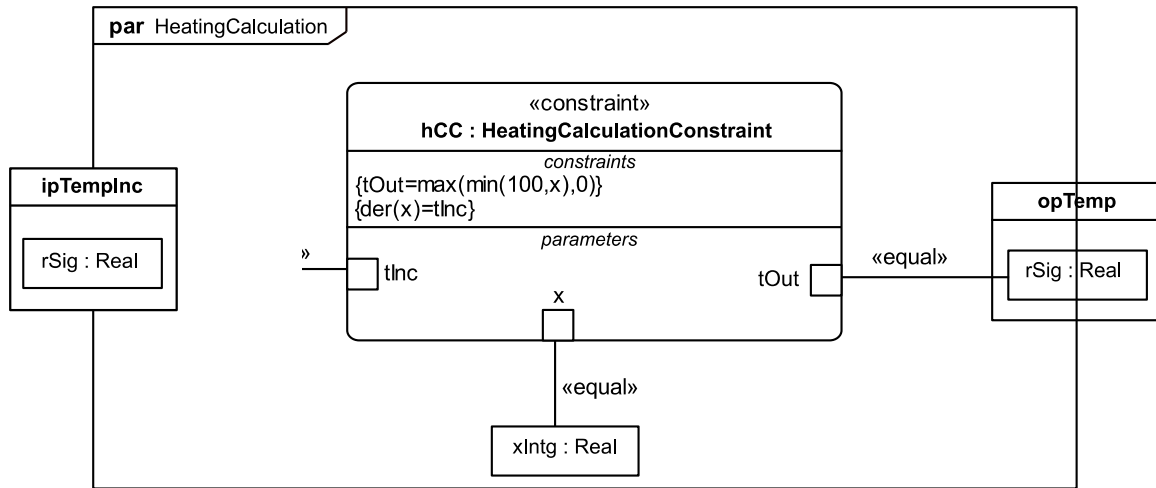 par HeatingCalculation
«constraint»
hCC : HeatingCalculationConstraint
constraints
{tOut=max(min(100,x),0)}
{der(x)=tInc}
parameters
ipTempInc
rSig : Real
»
tInc
x
tOut
«equal»
opTemp
rSig : Real
«equal»
xIntg : Real